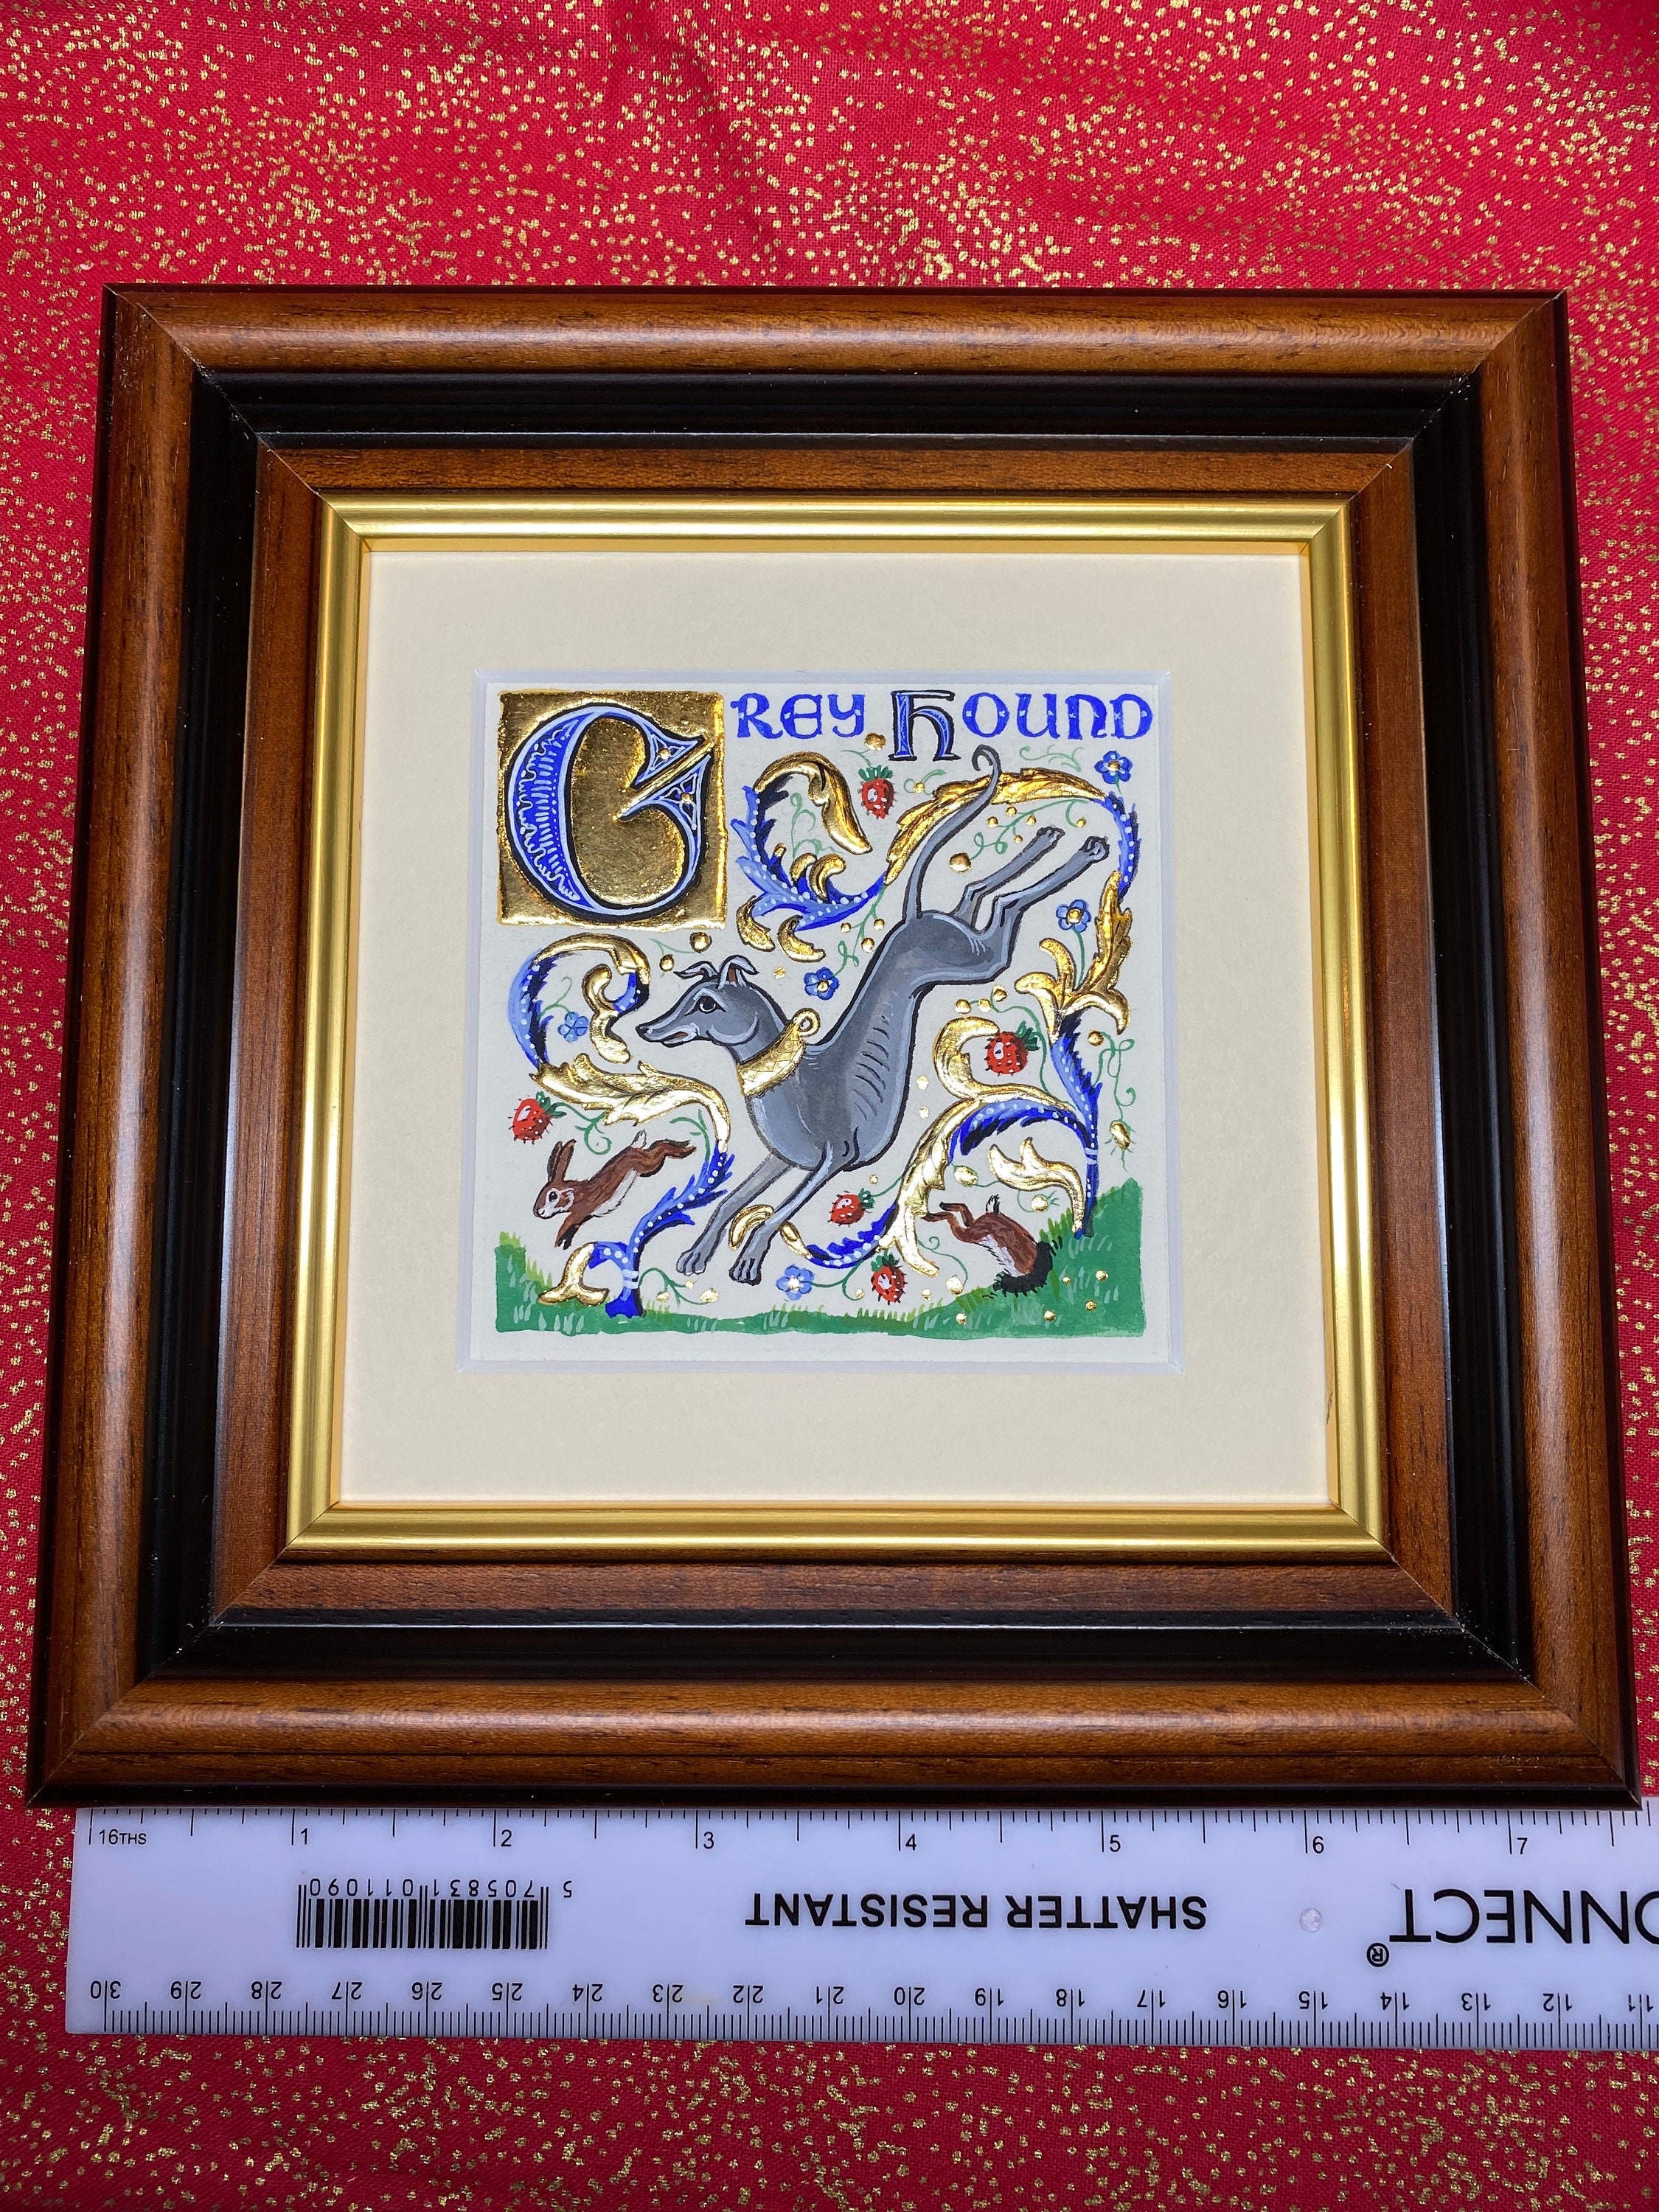 GREY HOUND
16THS 1 2 3 4 5 6 7
5 705831 011090
SHATTER RESISTANT
ONNECT®
30 29 28 27 26 25 24 23 22 21 20 19 18 17 16 15 14 13 12 11